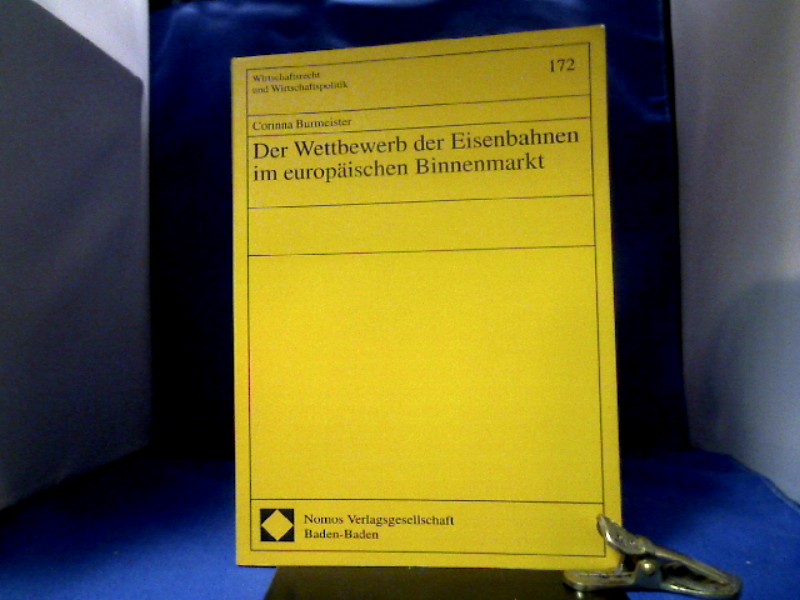 Wirtschaftsrecht
und Wirtschaftspolitik
172
Corinna Burmeister
Der Wettbewerb der Eisenbahnen
im europäischen Binnenmarkt
Nomos Verlagsgesellschaft
Baden-Baden